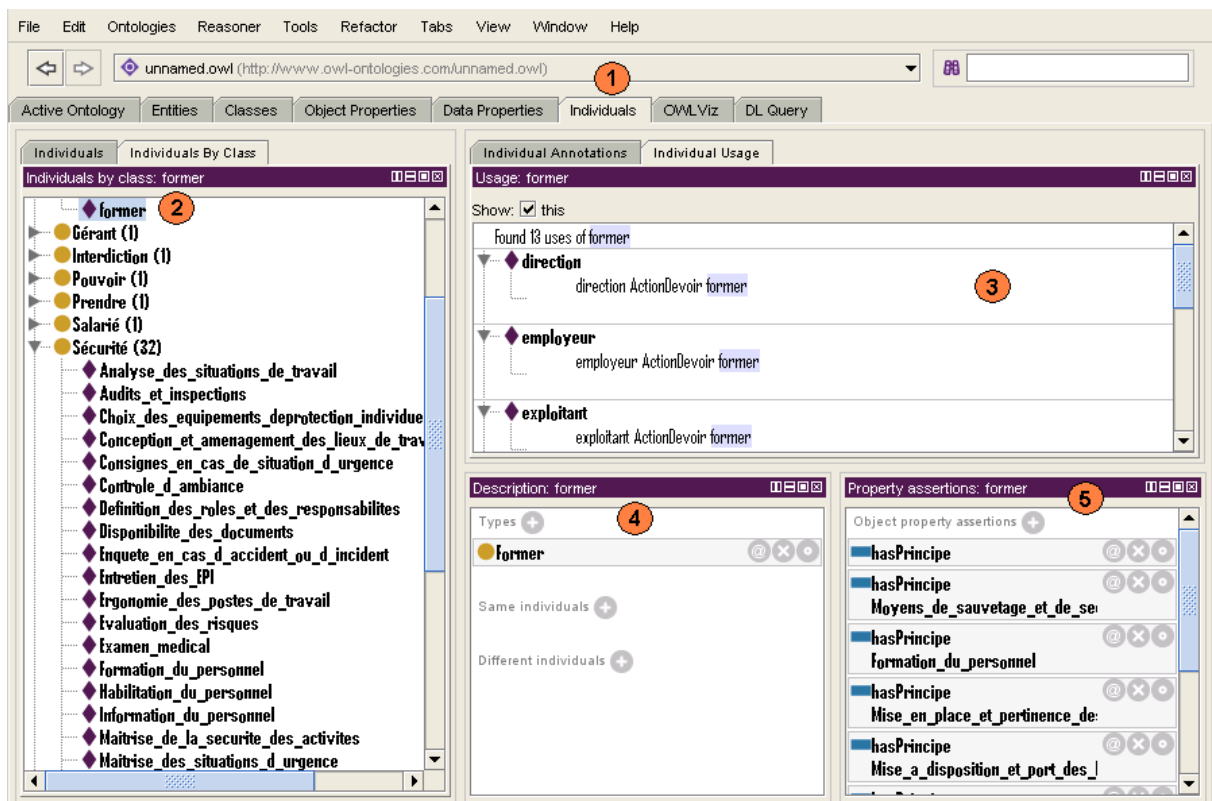 File Edit Ontologies Reasoner Tools Refactor Tabs View Window Help
unnamed.owl (http://www.owl-ontologies.com/unnamed.owl)
1
Active Ontology Entities Classes Object Properties Data Properties Individuals OWLViz DL Query
Individuals Individuals By Class
Individuals by class: former
former 2
Gérant (1)
Interdiction (1)
Pouvoir (1)
Prendre (1)
Salarié (1)
Sécurité (32)
Analyse_des_situations_de_travail
Audits_et_inspections
Choix_des_equipements_deprotection_individue
Conception_et_amenagement_des_lieux_de_trav
Consignes_en_cas_de_situation_d_urgence
Controle_d_ambiance
Definition_des_roles_et_des_responsabilites
Disponibilite_des_documents
Enquete_en_cas_d_accident_ou_d_incident
Entretien_des_EPI
Ergonomie_des_postes_de_travail
Evaluation_des_risques
Examen_medical
Formation_du_personnel
Habilitation_du_personnel
Information_du_personnel
Maitrise_de_la_securite_des_activites
Maitrise_des_situations_d_urgence
Individual Annotations Individual Usage
Usage: former
Show: this
Found 13 uses of former
direction
direction ActionDevoir former
3
employeur
employeur ActionDevoir former
exploitant
exploitant ActionDevoir former
Description: former
4
Types
Former
Same individuals
Different individuals
Property assertions: former
5
Object property assertions
hasPrincipe
hasPrincipe
Moyens_de_sauvetage_et_de_se
hasPrincipe
Formation_du_personnel
hasPrincipe
Mise_en_place_et_pertinence_de
hasPrincipe
Mise_a_disposition_et_port_des_